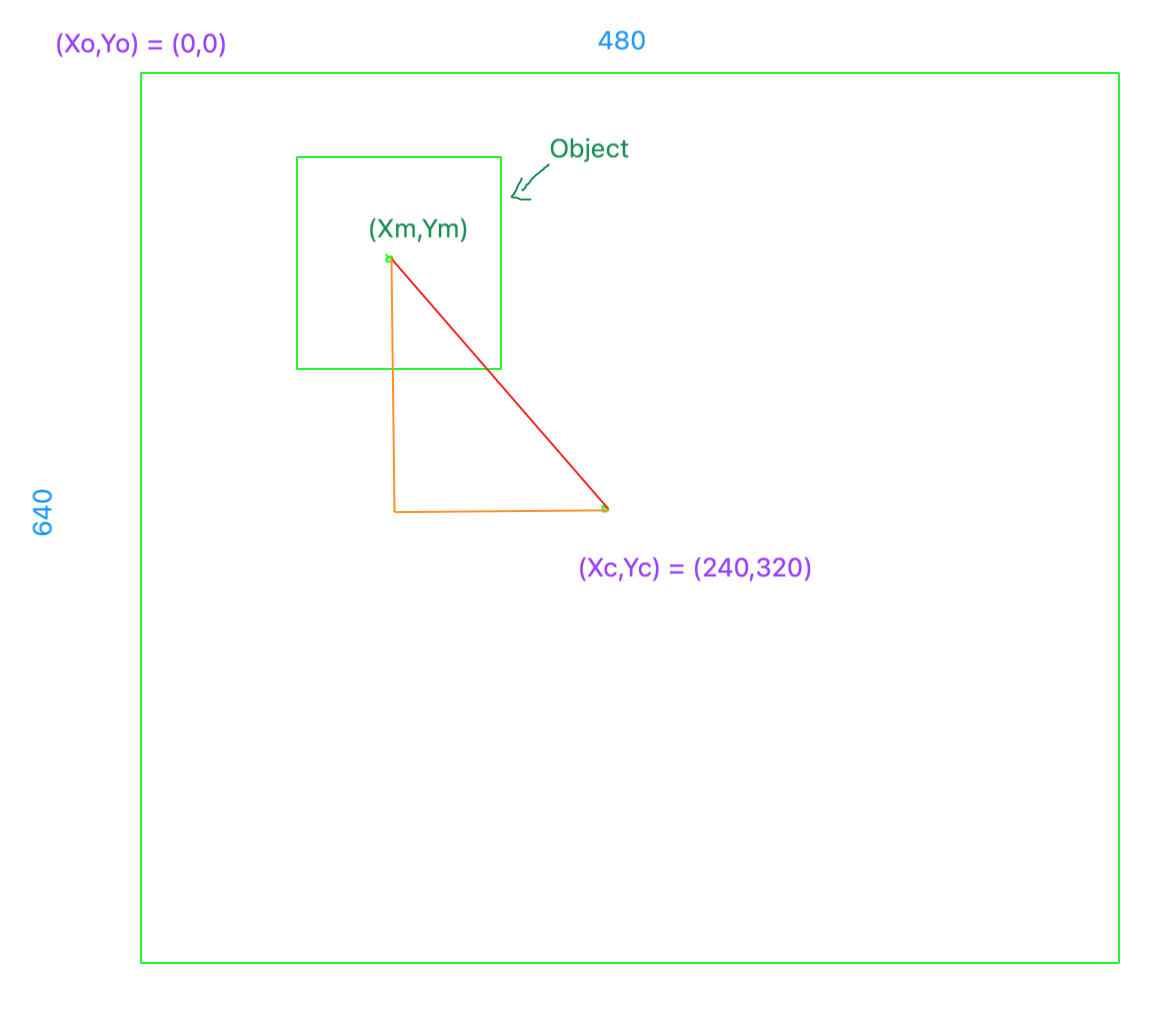 (Xo,Yo) = (0,0)
480
Object
(Xm,Ym)
640
(Xc,Yc) = (240,320)